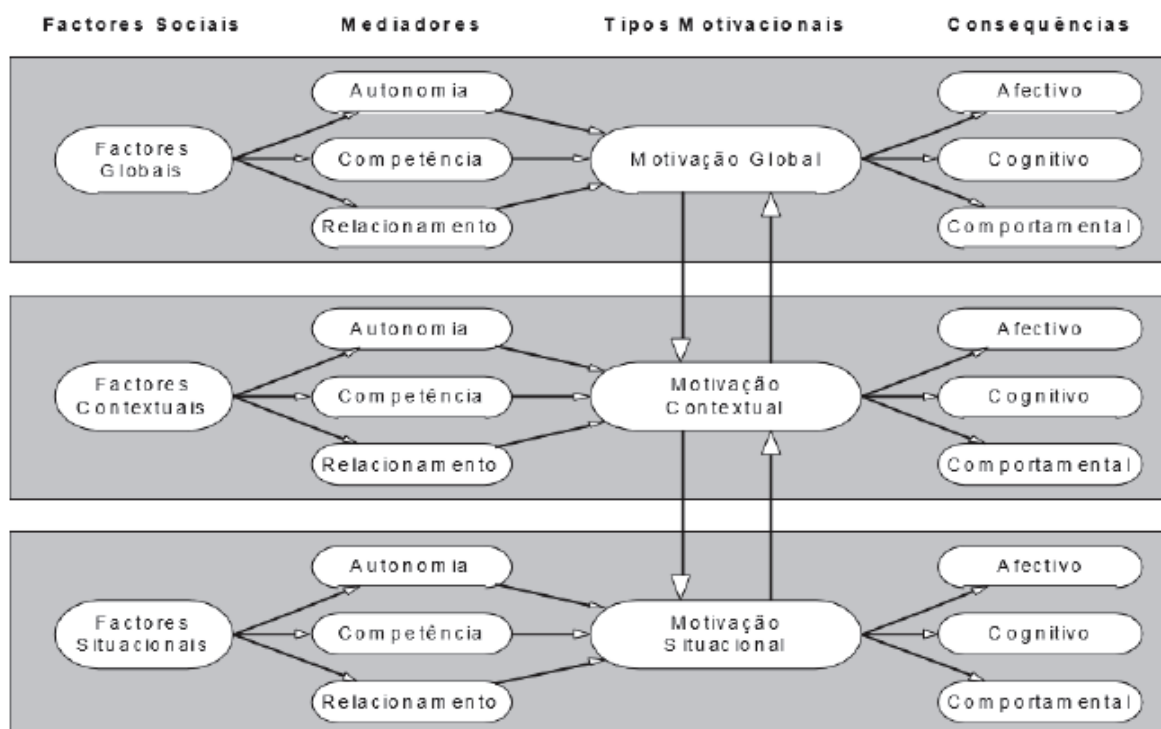 Factores Sociais
Mediadores
Tipos Motivacionais
Consequências
Factores
Globais
Autonomia
Competência
Relacionamento
Motivação Global
Afectivo
Cognitivo
Comportamental
Factores
Contextuais
Autonomia
Competência
Relacionamento
Motivação
Contextual
Afectivo
Cognitivo
Comportamental
Factores
Situacionais
Autonomia
Competência
Relacionamento
Motivação
Situacional
Afectivo
Cognitivo
Comportamental